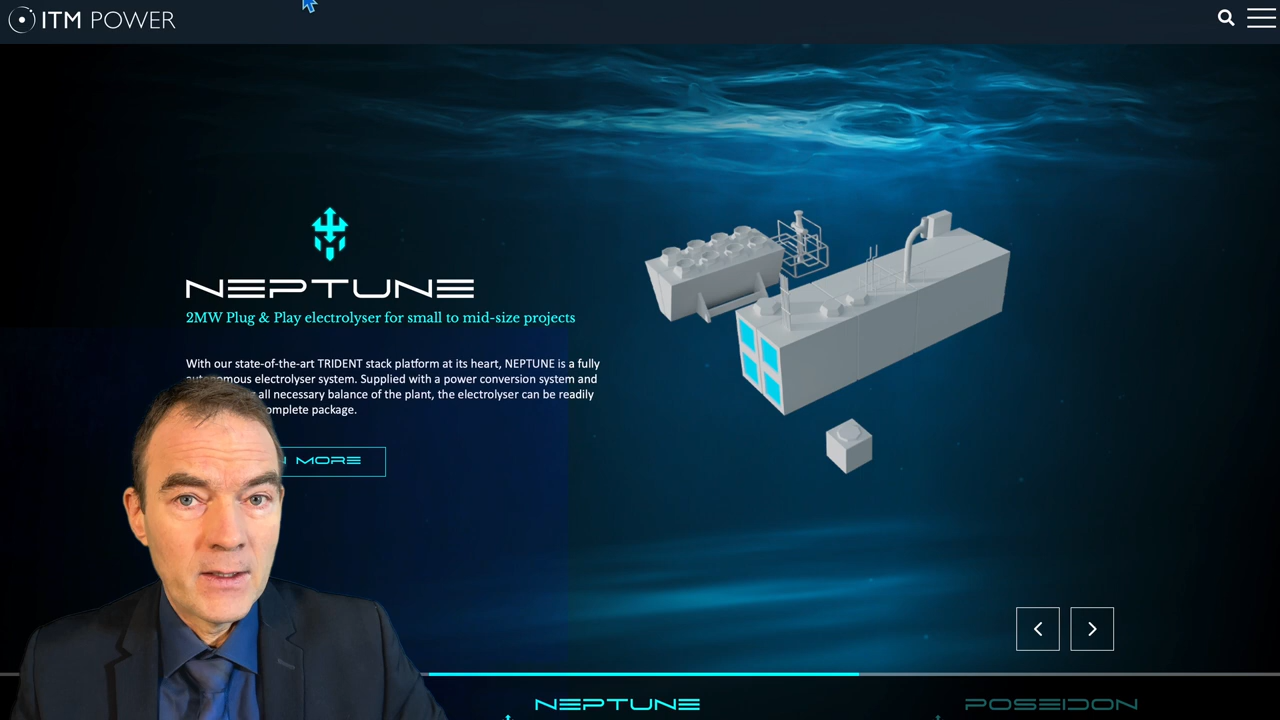 ITM POWER
NEPTUNE
2MW Plug & Play electrolyser for small to mid-size projects
With our state-of-the-art TRIDENT stack platform at its heart, NEPTUNE is a fully
electrolyser system. Supplied with a power conversion system and
all necessary balance of the plant, the electrolyser can be readily
package.
MORE
NEPTUNE
POSEIDON